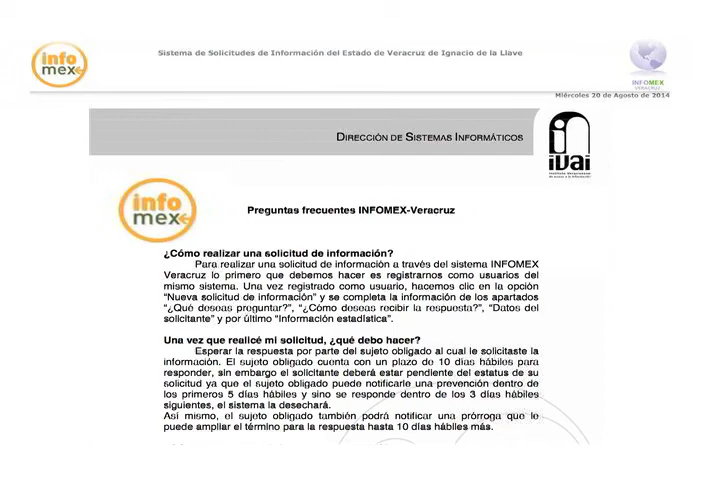 info
mex
Sistema de Solicitudes de Información del Estado de Veracruz de Ignacio de la Llave
INFOMEX
VERACRUZ
Miércoles 20 de Agosto de 2014
DIRECCIÓN DE SISTEMAS INFORMÁTICOS
ivai
info
mex
Preguntas frecuentes INFOMEX-Veracruz
¿Cómo realizar una solicitud de información?
Para realizar una solicitud de información a través del sistema INFOMEX
Veracruz lo primero que debemos hacer es registrarnos como usuarios del
mismo sistema. Una vez registrado como usuario, hacemos clic en la opción
“Nueva solicitud de información” y se completa la información de los apartados
“¿Qué deseas preguntar?”, “¿Cómo deseas recibir la respuesta?”, “Datos del
solicitante” y por último “Información estadística”.
Una vez que realicé mi solicitud, ¿qué debo hacer?
Esperar la respuesta por parte del sujeto obligado al cual le solicitaste la
información. El sujeto obligado cuenta con un plazo de 10 días hábiles para
responder, sin embargo el solicitante deberá estar pendiente del estatus de su
solicitud ya que el sujeto obligado puede notificarle una prevención dentro de
los primeros 5 días hábiles y sino se responde dentro de los 3 días hábiles
siguientes, el sistema la desechará.
Así mismo, el sujeto obligado también podrá notificar una prórroga que le
puede ampliar el término para la respuesta hasta 10 días hábiles más.